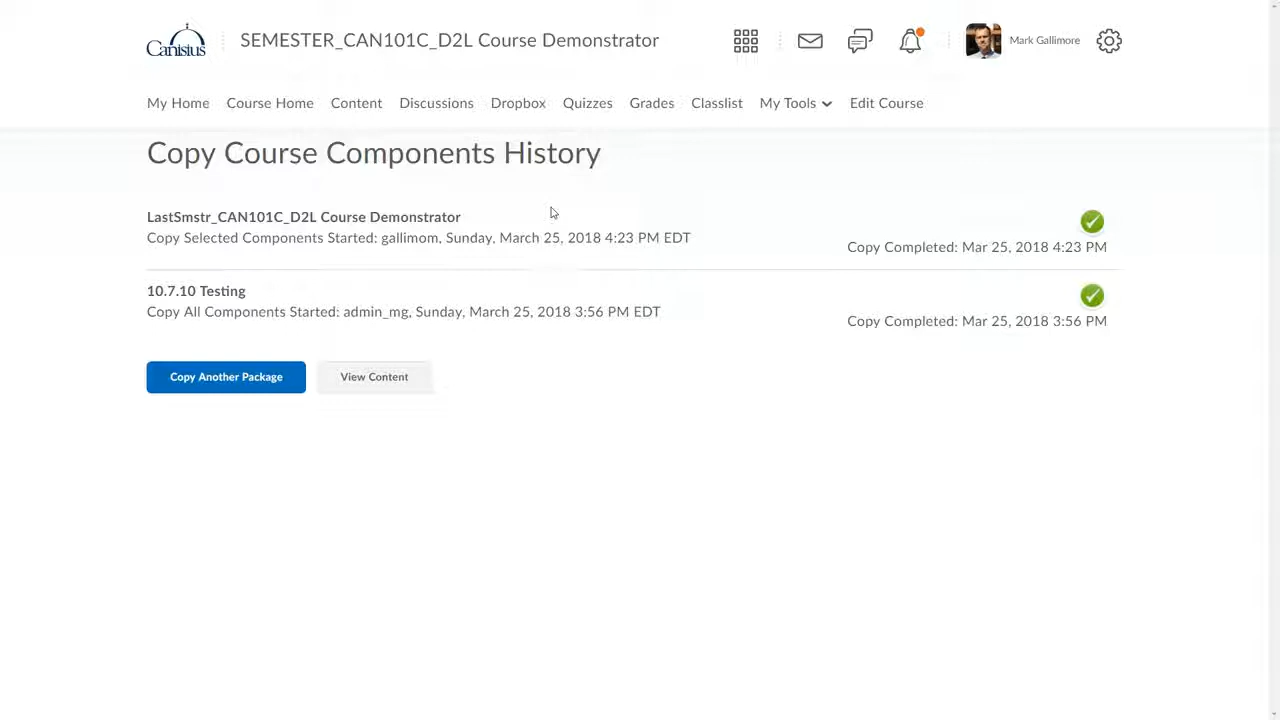 Canisius
SEMESTER_CAN101C_D2L Course Demonstrator
Mark Gallimore
My Home Course Home Content Discussions Dropbox Quizzes Grades Classlist My Tools Edit Course
Copy Course Components History
LastSmstr_CAN101C_D2L Course Demonstrator
Copy Selected Components Started: gallimom, Sunday, March 25, 2018 4:23 PM EDT
Copy Completed: Mar 25, 2018 4:23 PM
10.7.10 Testing
Copy All Components Started: admin_mg, Sunday, March 25, 2018 3:56 PM EDT
Copy Completed: Mar 25, 2018 3:56 PM
Copy Another Package
View Content